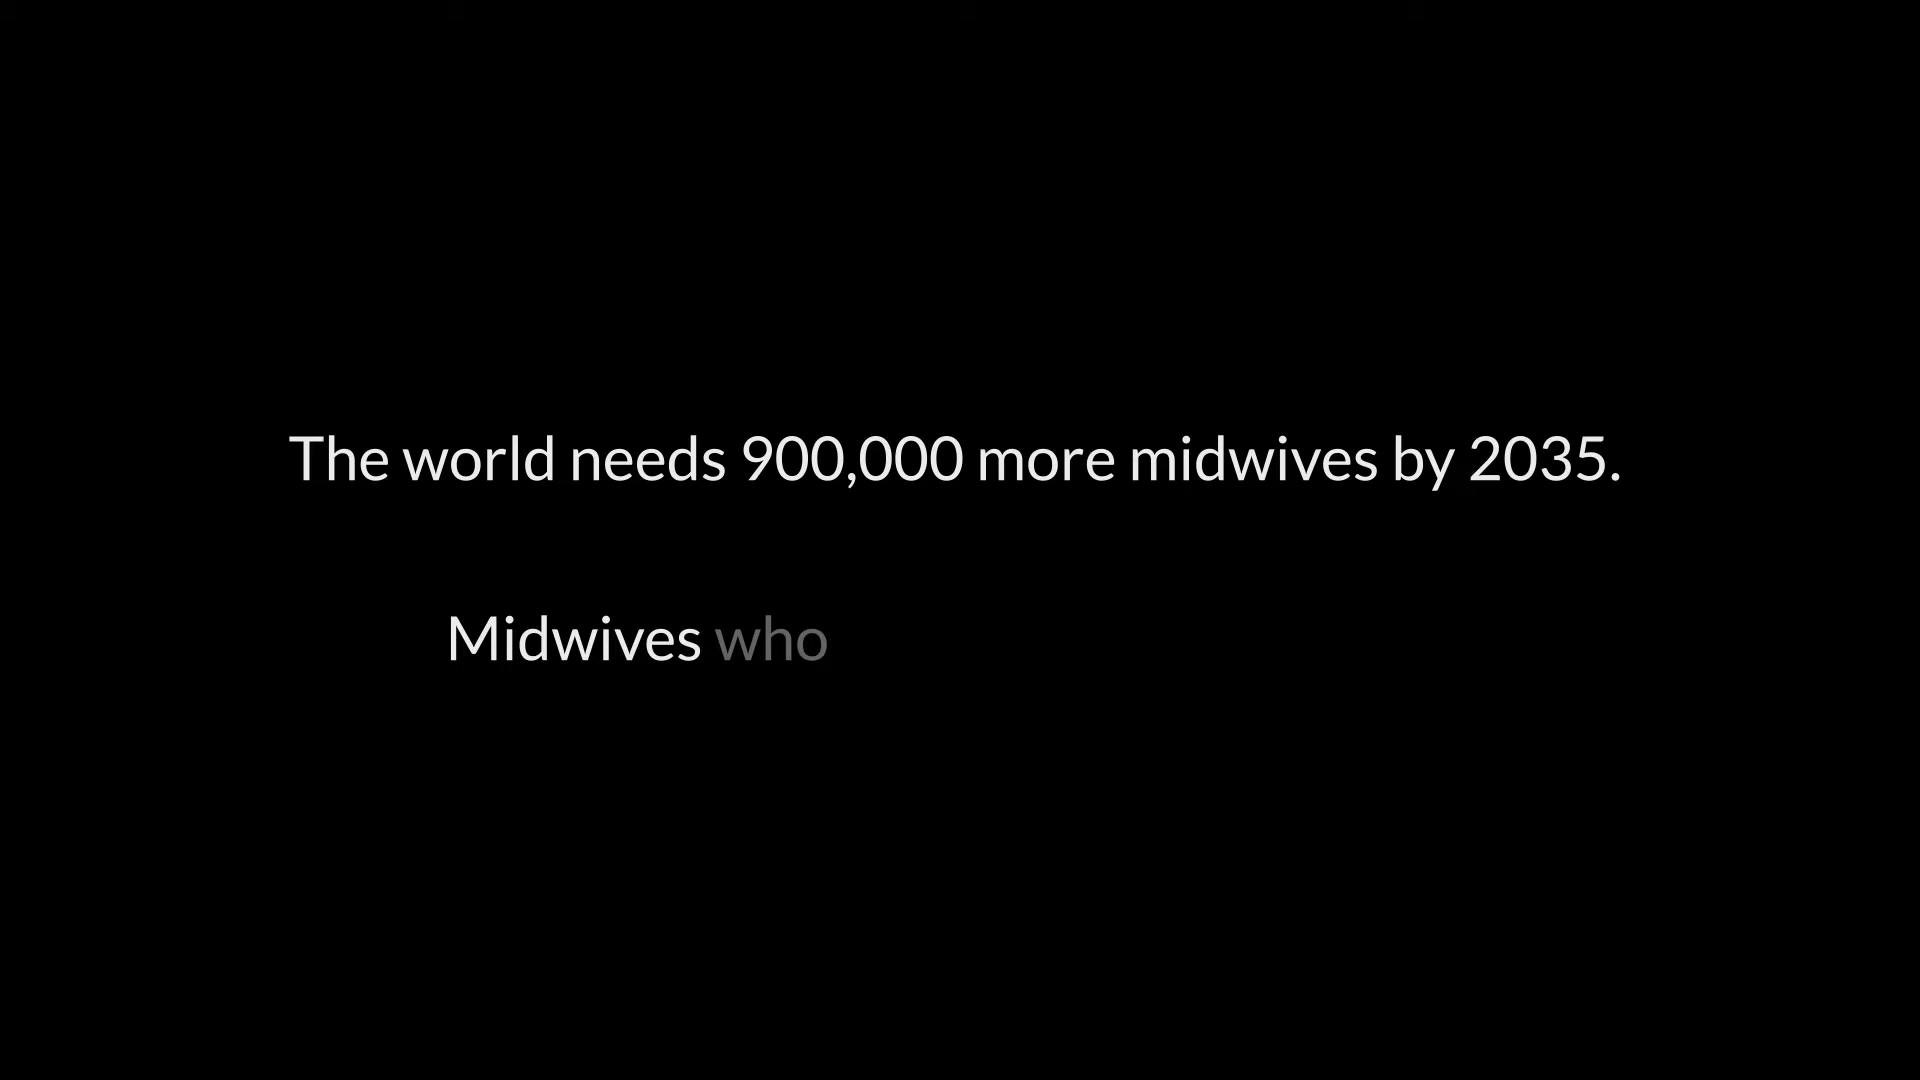 The world needs 900,000 more midwives by 2035.
Midwives who